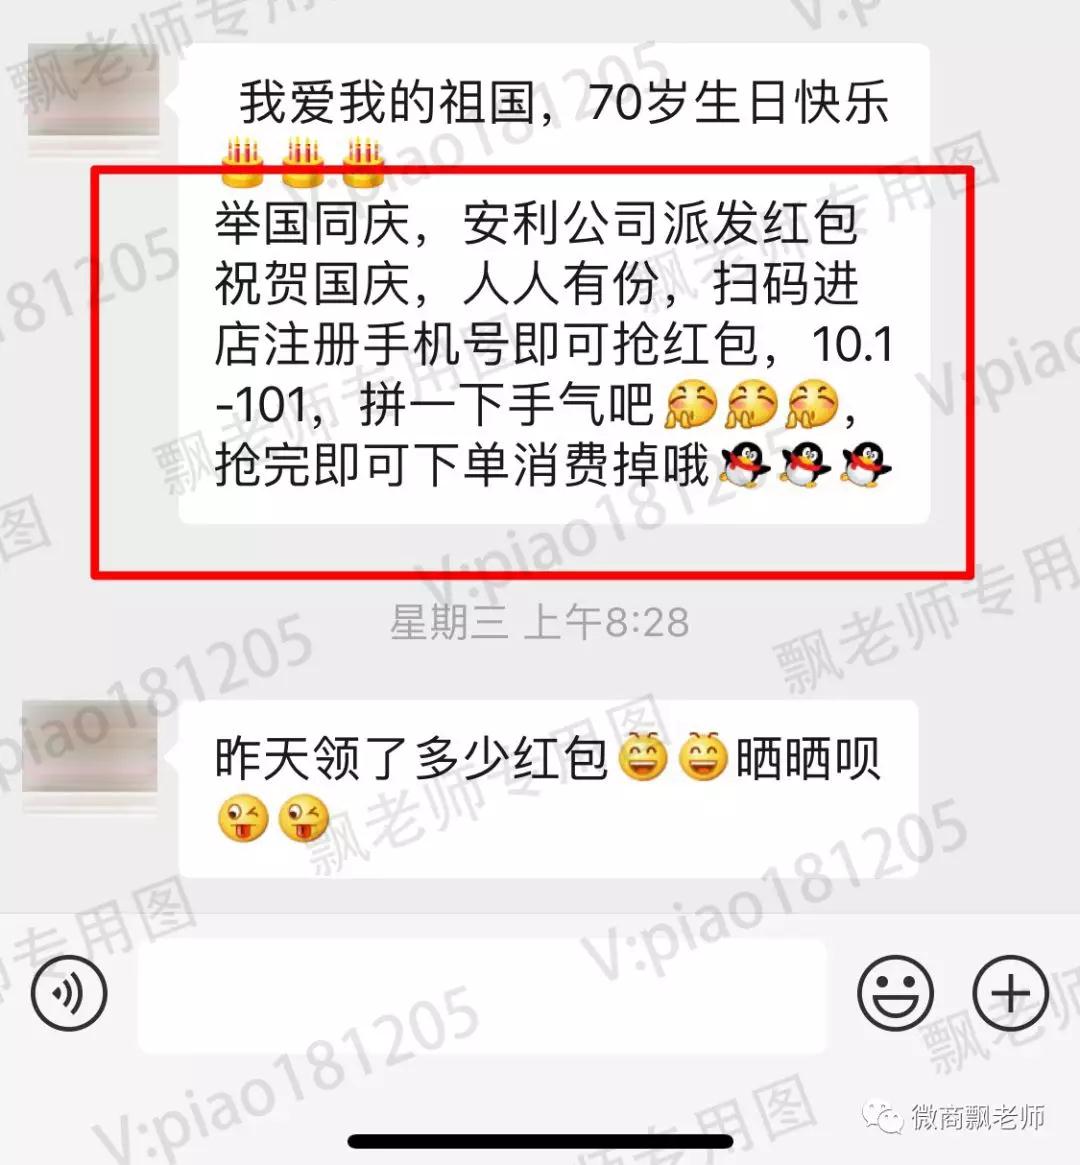 我爱我的祖国，70岁生日快乐
🎂🎂🎂
举国同庆，安利公司派发红包
祝贺国庆，人人有份，扫码进
店注册手机号即可抢红包，10.1
-101，拼一下手气吧，
抢完即可下单消费掉哦
星期三 上午8:28
昨天领了多少红包晒晒呗
微商飘老师
飘老师专用图
V:piao181205